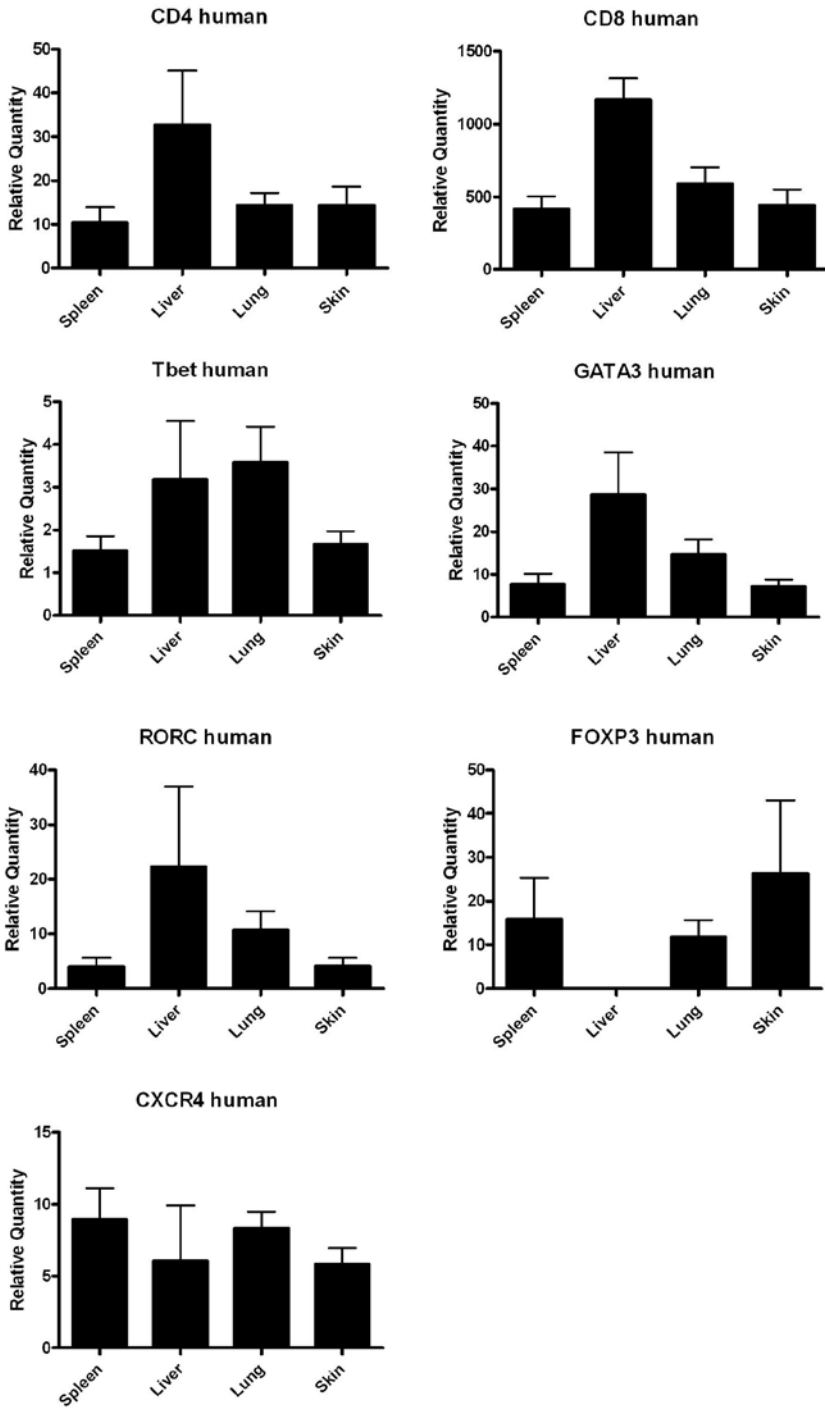 CD4 human
50
40
30
20
10
0
Relative Quantity
Spleen
Liver
Lung
Skin
CD8 human
1500
1000
500
0
Relative Quantity
Spleen
Liver
Lung
Skin
Tbet human
5
4
3
2
1
0
Relative Quantity
Spleen
Liver
Lung
Skin
GATA3 human
50
40
30
20
10
0
Relative Quantity
Spleen
Liver
Lung
Skin
RORC human
40
30
20
10
0
Relative Quantity
Spleen
Liver
Lung
Skin
FOXP3 human
50
40
30
20
10
0
Relative Quantity
Spleen
Liver
Lung
Skin
CXCR4 human
15
10
5
0
Relative Quantity
Spleen
Liver
Lung
Skin